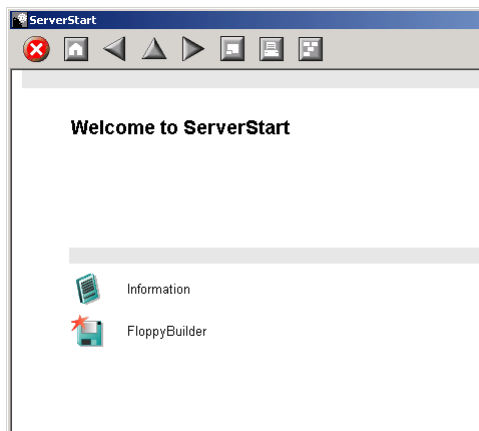 ServerStart
Welcome to ServerStart
Information
FloppyBuilder